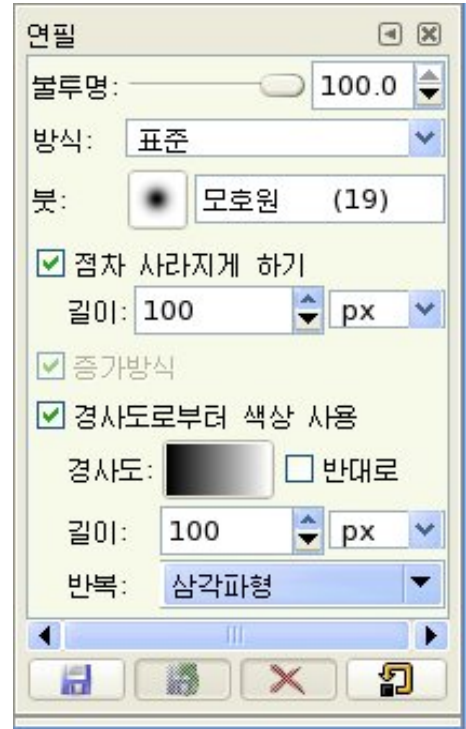 연필
불투명: 100.0
방식: 표준
붓: 모호원 (19)
점차 사라지게 하기
길이: 100 px
증가방식
경사도로부터 색상 사용
경사도: 반대로
길이: 100 px
반복: 삼각파형